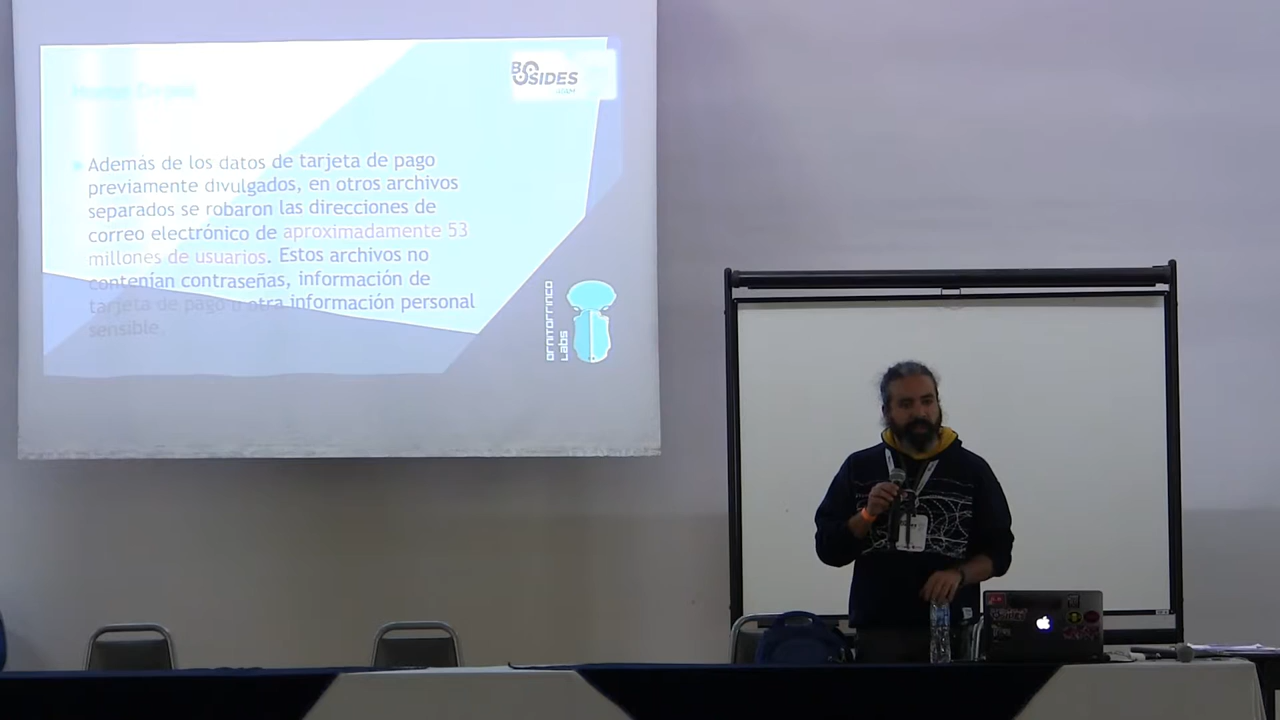 BSIDES
Además de los datos de tarjeta de pago
previamente divulgados, en otros archivos
separados se robaron las direcciones de
correo electrónico de aproximadamente 53
millones de usuarios. Estos archivos no
contenían contraseñas, información de
tarjeta de pago u otra información personal
sensible.
ORNITORRINCO
Labs